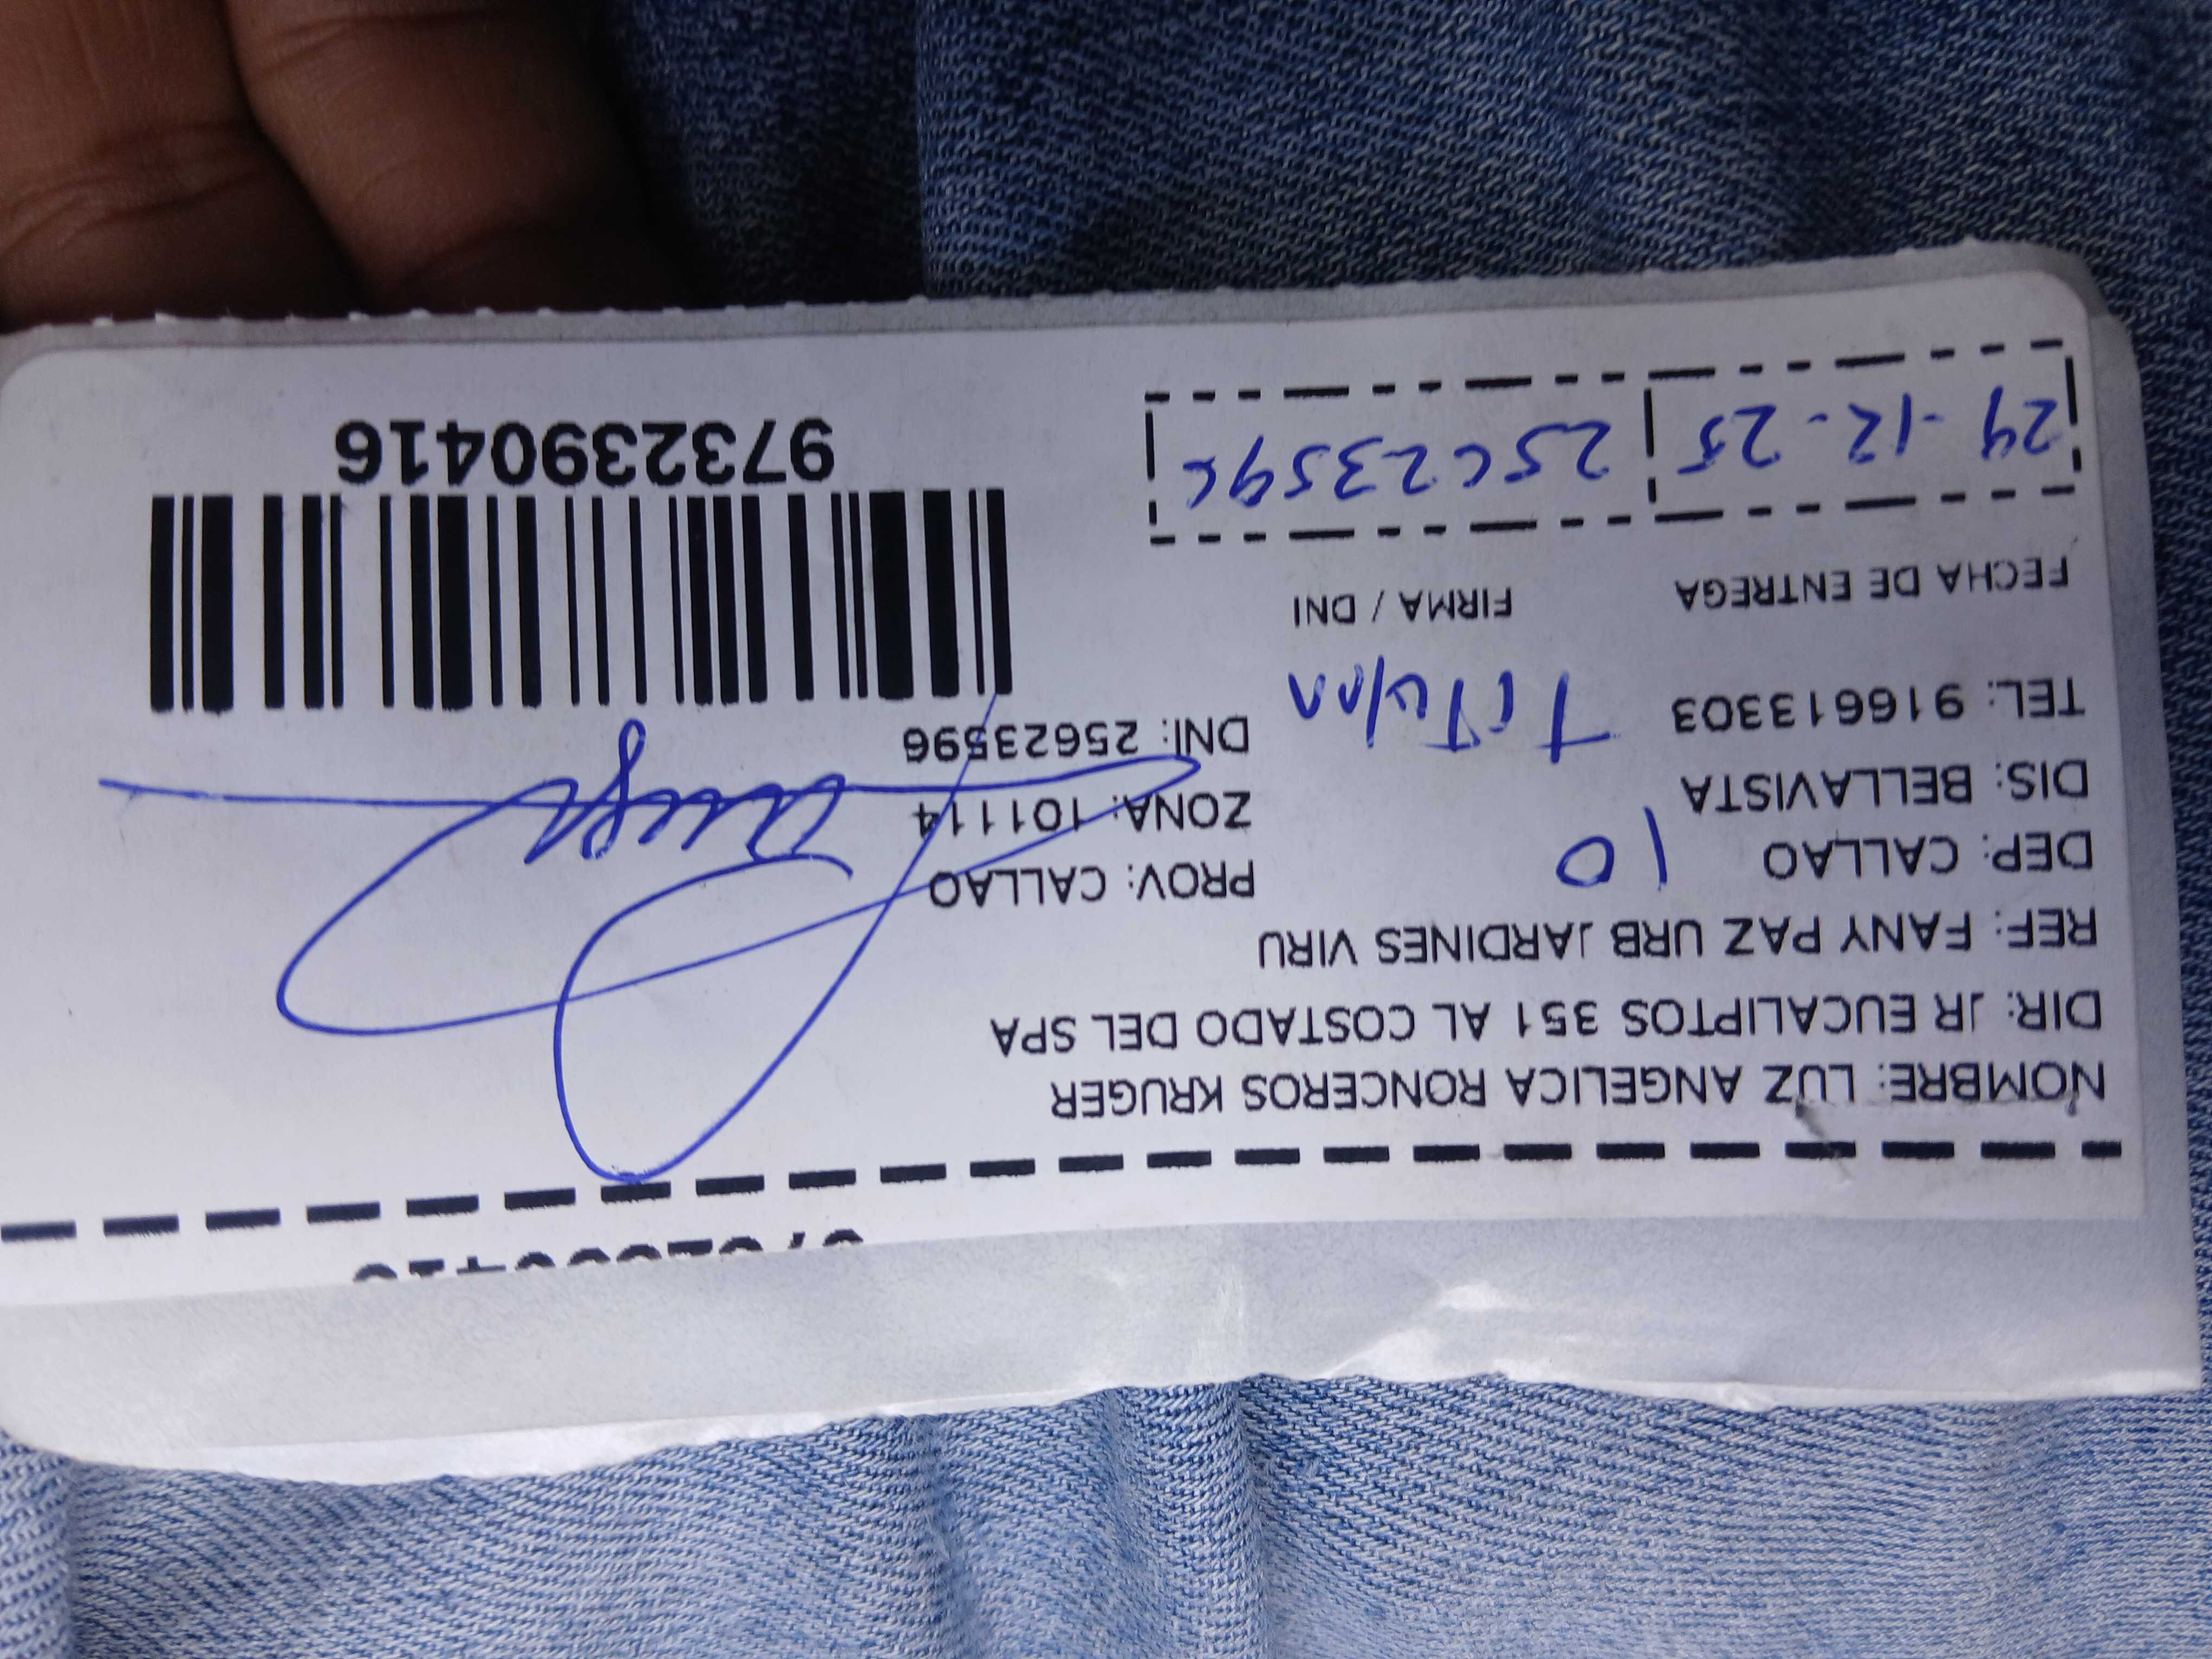 NOMBRE: LUZ ANGELICA RONCEROS KRUGER
DIR: JR EUCALIPTOS 351 AL COSTADO DEL SPA
REF: FANY PAZ URB JARDINES VIRU
DEP: CALLAO 10 PROV: CALLAO
DIS: BELLAVISTA ZONA: 101114
TEL: 916613303 DNI: 25623596
FECHA DE ENTREGA FIRMA / DNI
29-12-25 25623596
9732390416